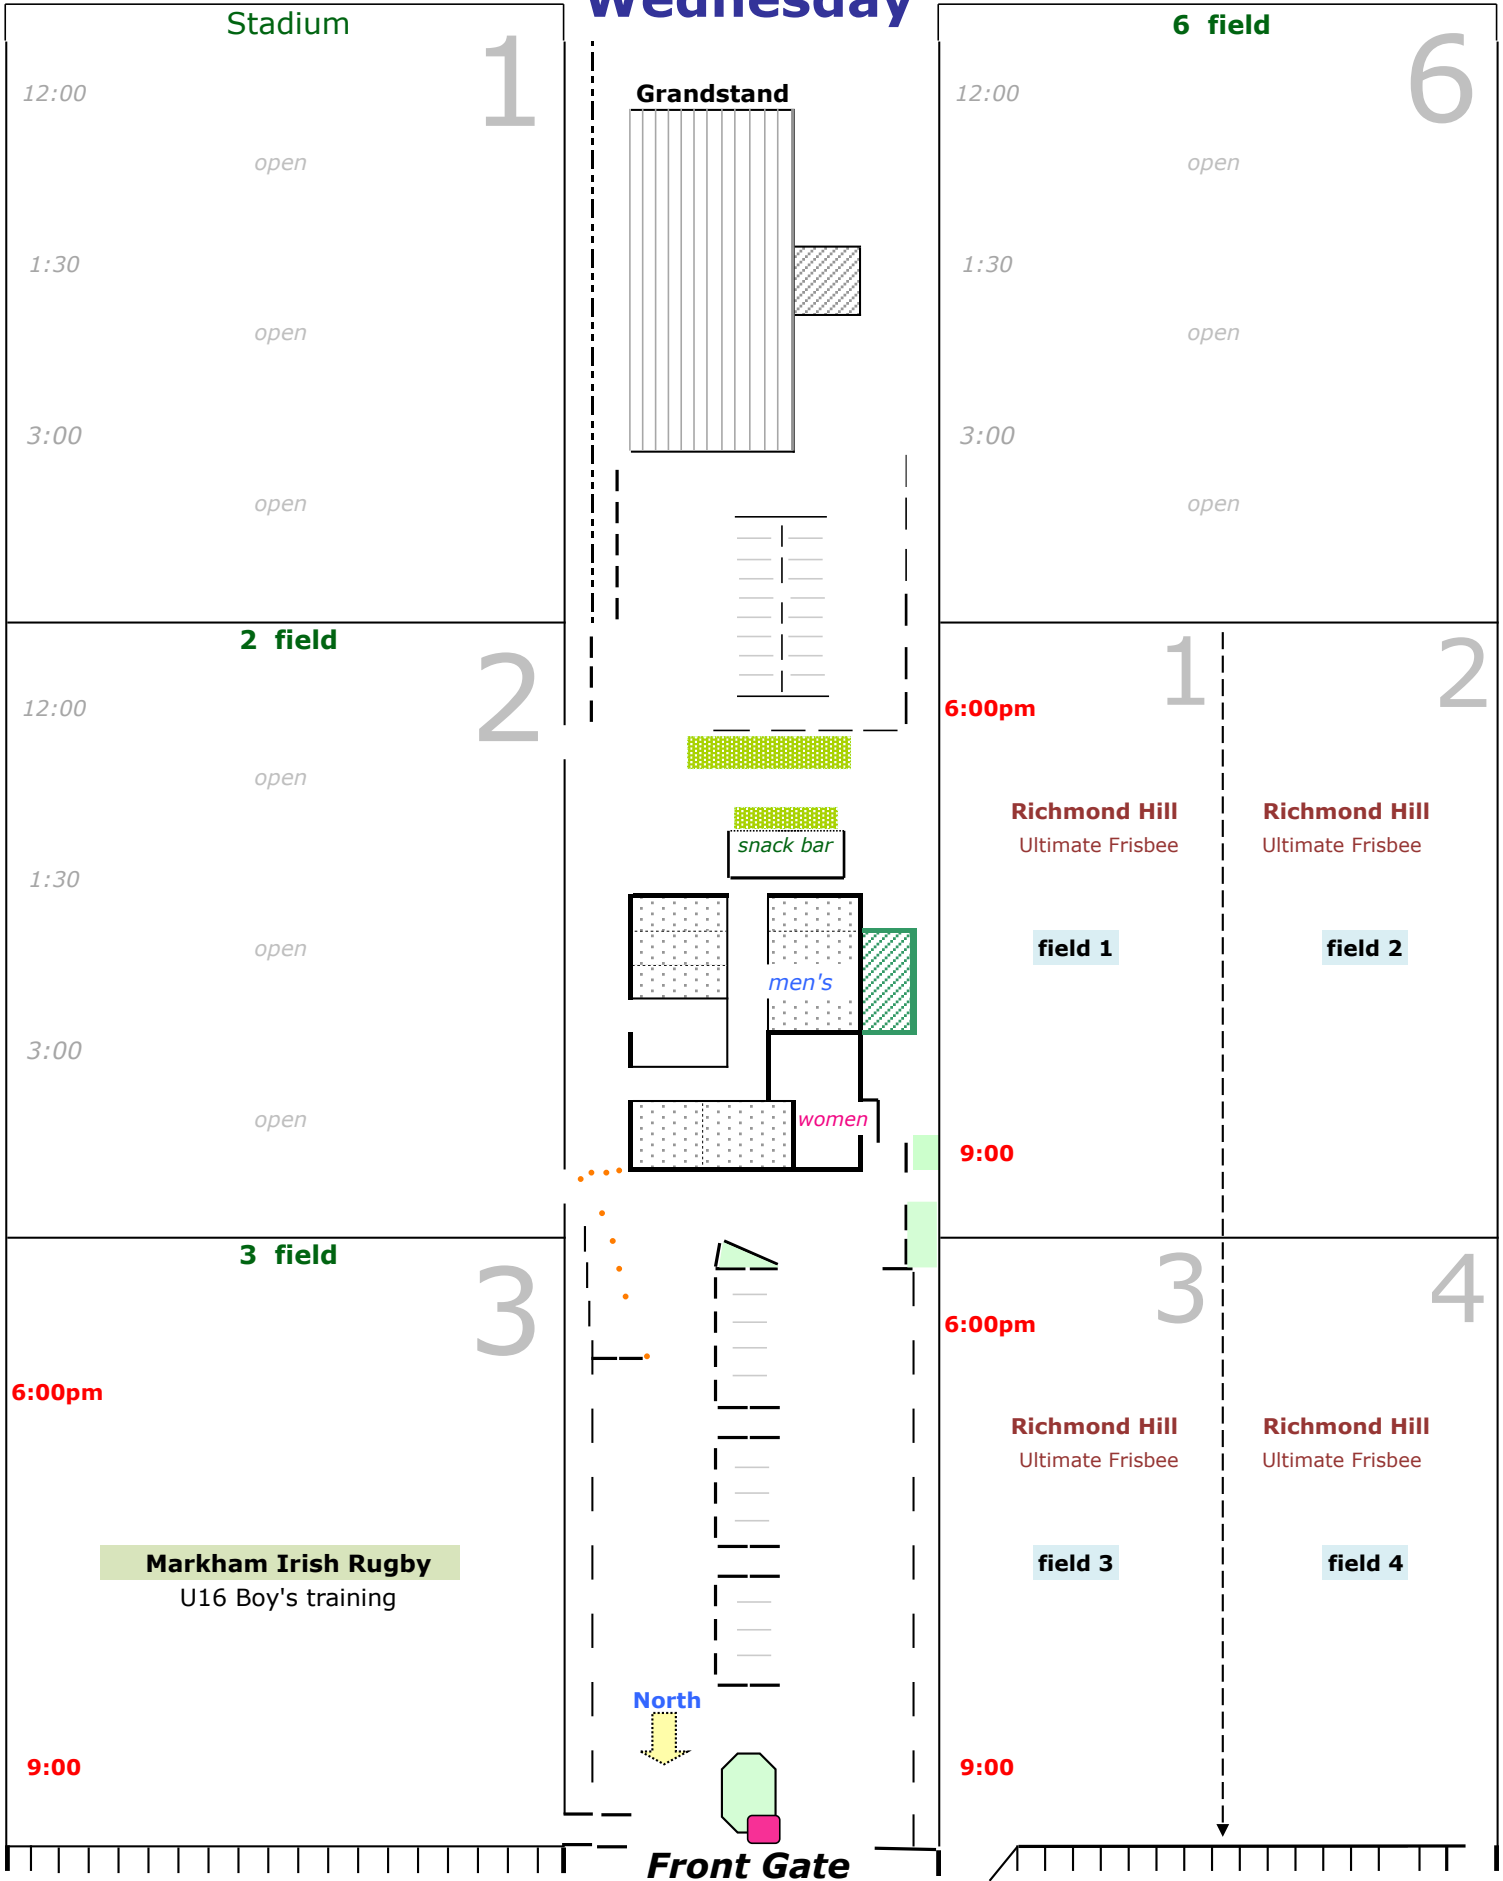 Wednesday
Stadium
1
12:00
open
1:30
open
3:00
open
2 field
2
12:00
open
1:30
open
3:00
open
3 field
3
6:00pm
Markham Irish Rugby
U16 Boy's training
9:00
Grandstand
snack bar
men's
women
North
Front Gate
6 field
6
12:00
open
1:30
open
3:00
open
1
2
6:00pm
Richmond Hill
Ultimate Frisbee
field 1
Richmond Hill
Ultimate Frisbee
field 2
9:00
3
4
6:00pm
Richmond Hill
Ultimate Frisbee
field 3
Richmond Hill
Ultimate Frisbee
field 4
9:00